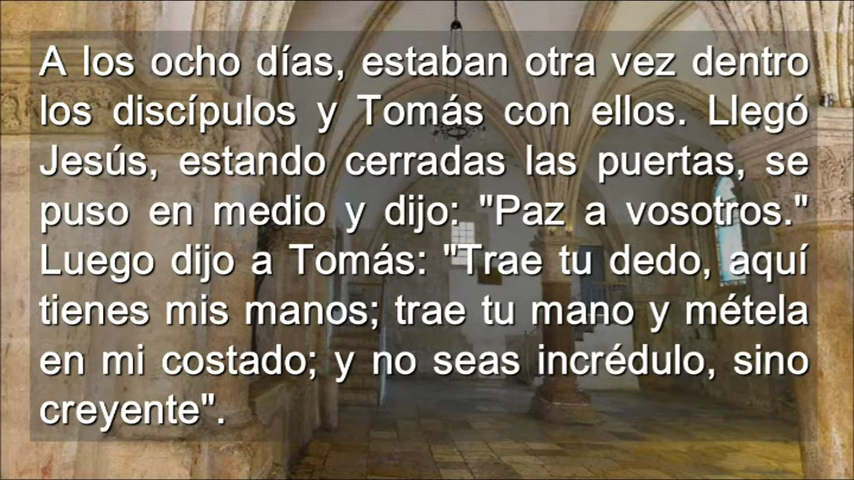 A los ocho días, estaban otra vez dentro
los discípulos y Tomás con ellos. Llegó
Jesús, estando cerradas las puertas, se
puso en medio y dijo: "Paz a vosotros."
Luego dijo a Tomás: "Trae tu dedo, aquí
tienes mis manos; trae tu mano y métela
en mi costado; y no seas incrédulo, sino
creyente".